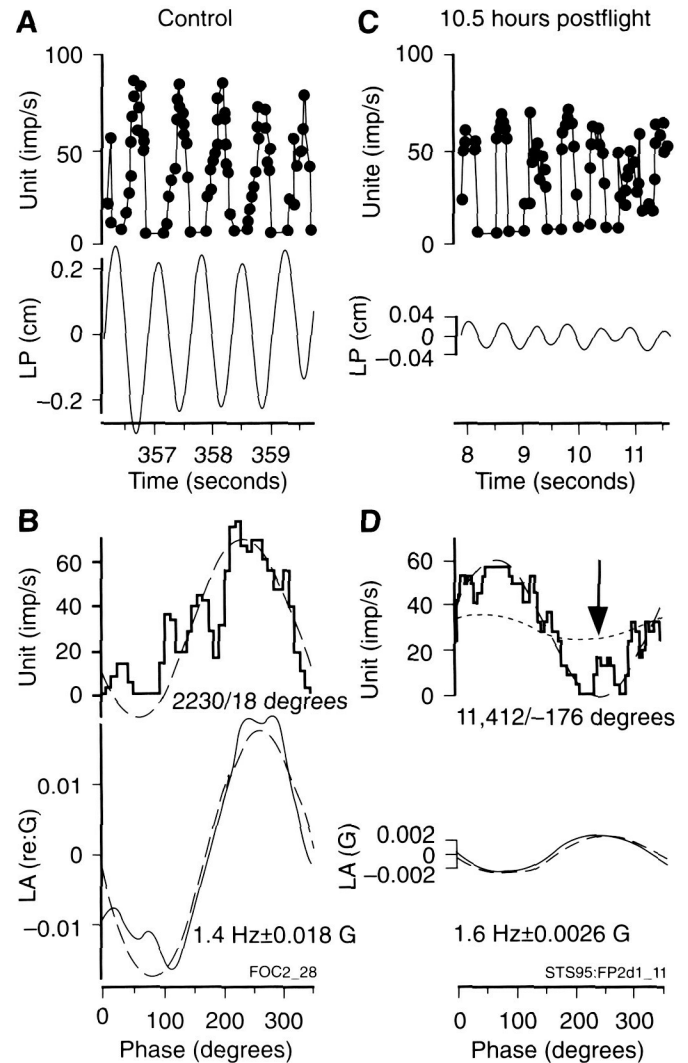 A Control
100
50
0
Unit (imp/s)
0.2
0
−0.2
LP (cm)
357 358 359
Time (seconds)
C 10.5 hours postflight
100
50
0
Unite (imp/s)
0.04
0
−0.04
LP (cm)
8 9 10 11
Time (seconds)
B
60
40
20
0
Unit (imp/s)
2230/18 degrees
0.01
0
−0.01
LA (re:G)
1.4 Hz±0.018 G
FOC2_28
0 100 200 300
Phase (degrees)
D
60
40
20
0
Unit (imp/s)
11,412/−176 degrees
0.002
0
−0.002
LA (G)
1.6 Hz±0.0026 G
STS95:FP2d1_11
0 100 200 300
Phase (degrees)